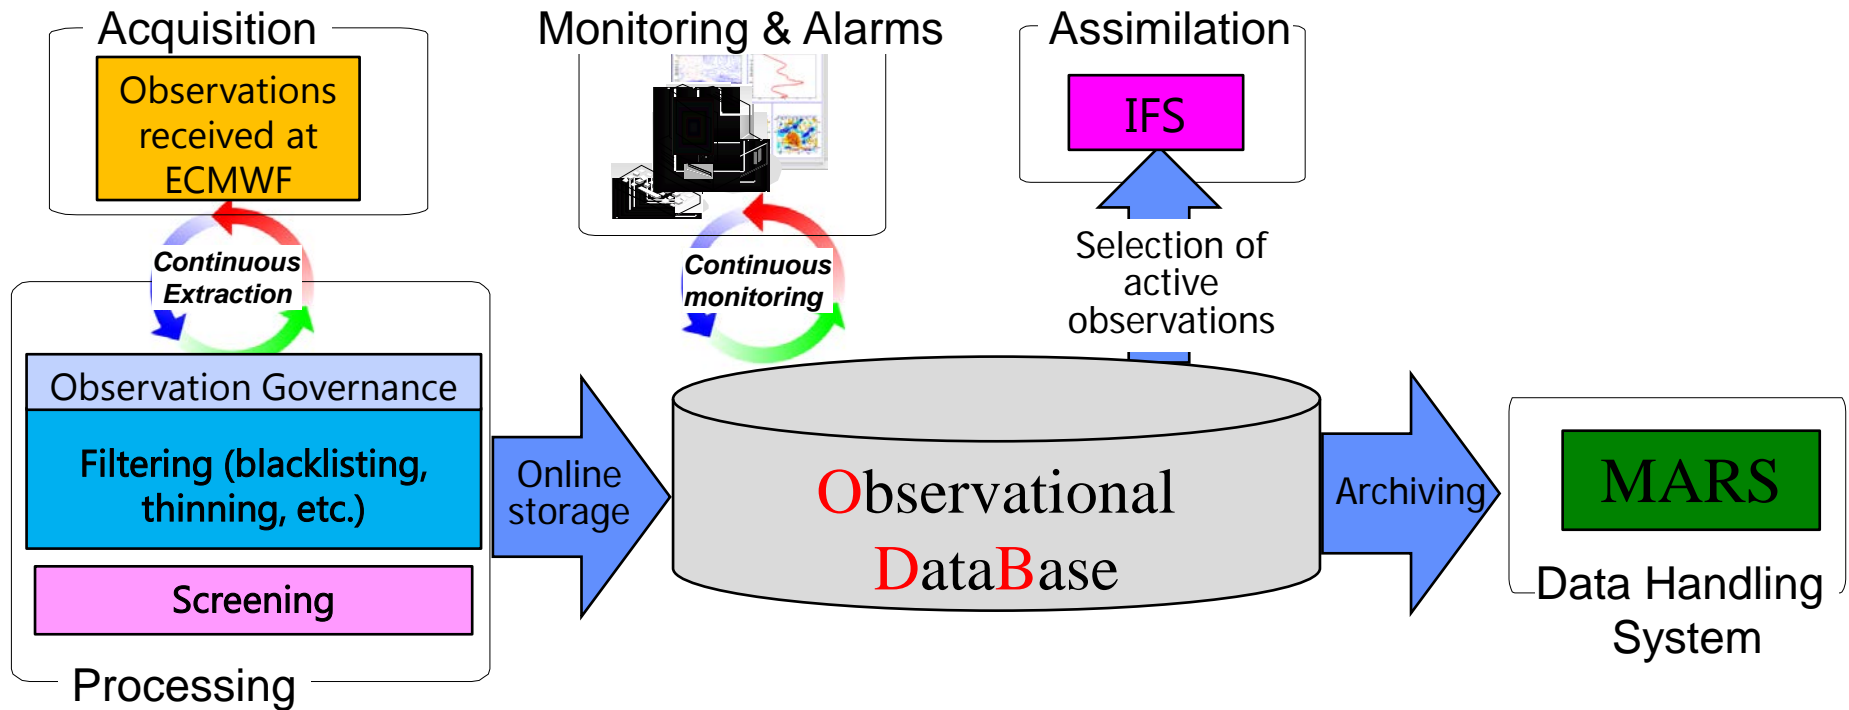 Acquisition
Observations
received at
ECMWF
Continuous
Extraction
Observation Governance
Filtering (blacklisting,
thinning, etc.)
Screening
Processing
Online
storage
Monitoring & Alarms
Continuous
monitoring
Observational
DataBase
Assimilation
IFS
Selection of
active
observations
Archiving
MARS
Data Handling
System